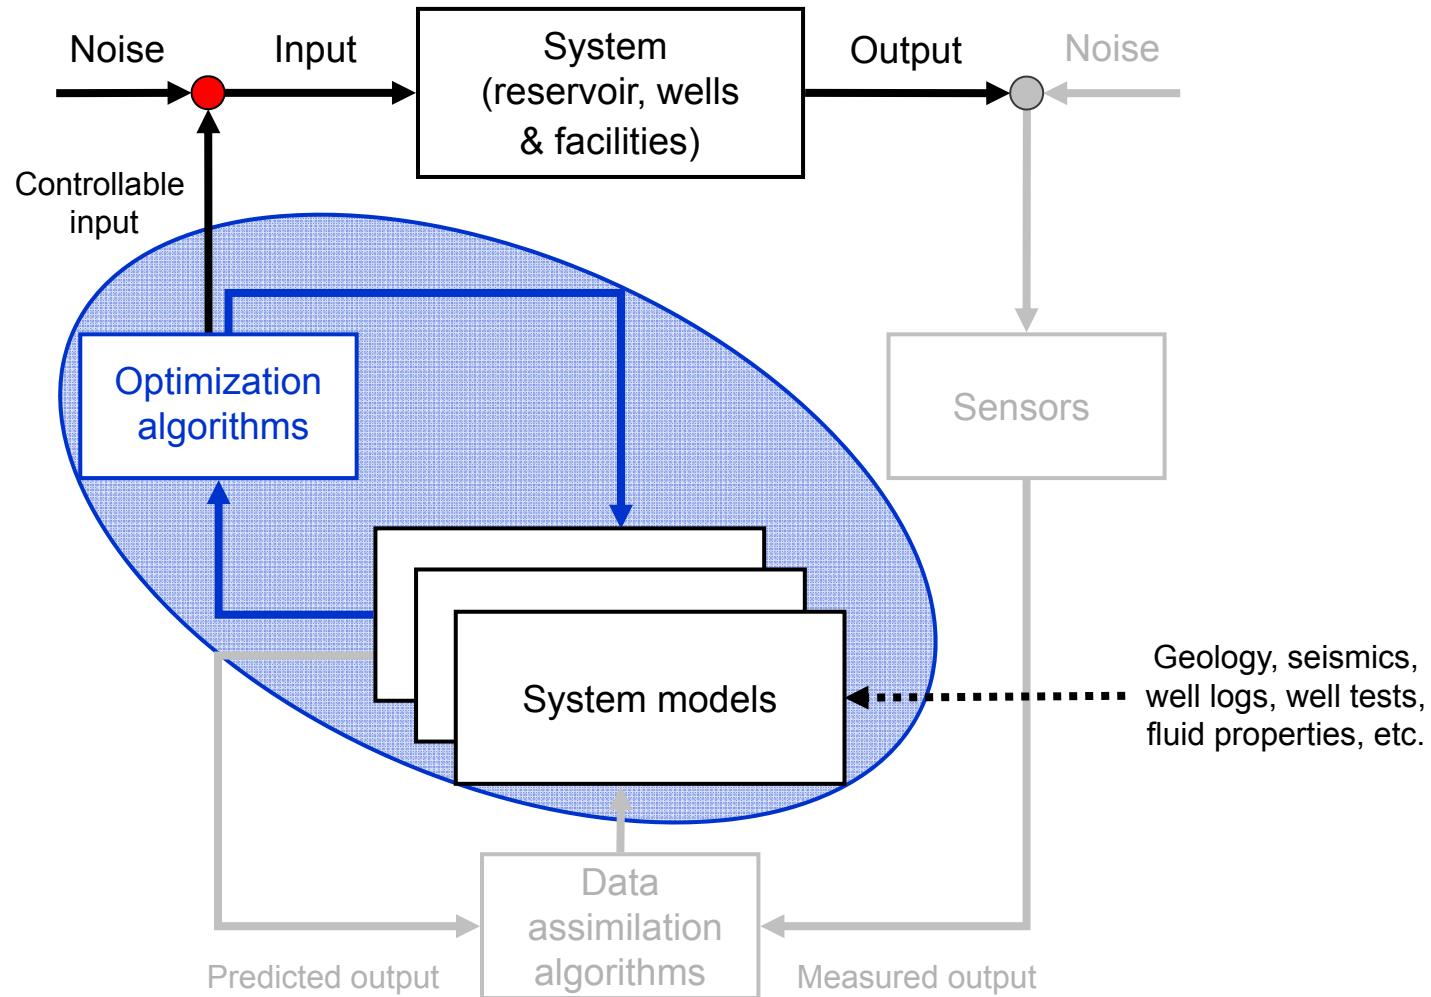 Noise
Input
System
(reservoir, wells
& facilities)
Output
Noise
Controllable
input
Optimization
algorithms
Sensors
System models
Geology, seismics,
well logs, well tests,
fluid properties, etc.
Data
assimilation
algorithms
Predicted output
Measured output